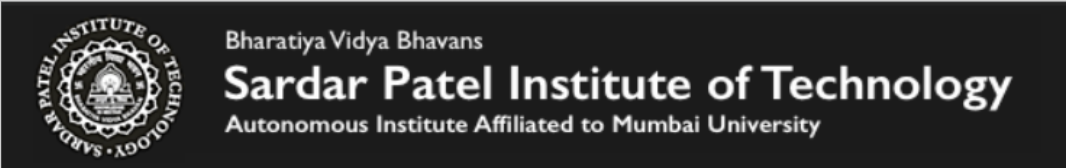 SARDAR PATEL INSTITUTE OF TECHNOLOGY
Bharatiya Vidya Bhavans
Sardar Patel Institute of Technology
Autonomous Institute Affiliated to Mumbai University